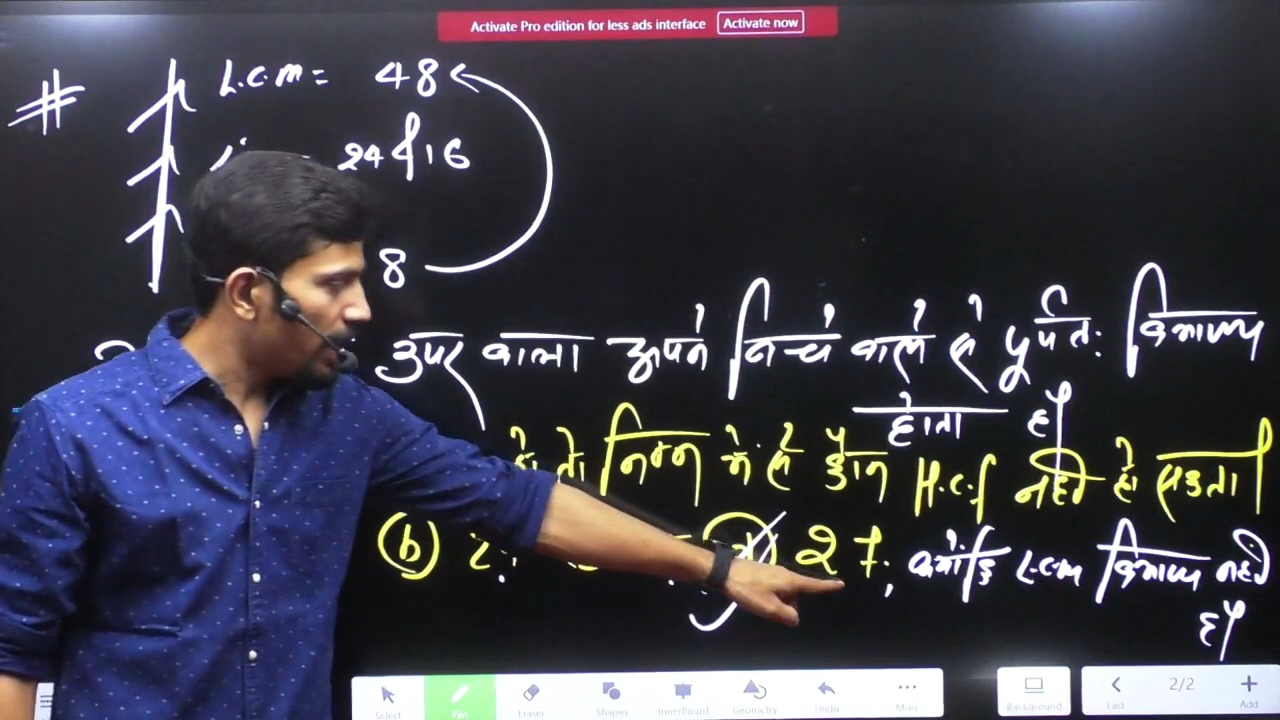 Activate Pro edition for less ads interface Activate now
# L.C.M = 48
24 16
8
उपर वाला अपने निचे वाले से पूर्णतः विभाज्य
होता है
हो तो निम्न में से कौन H.C.f नहीं हो सकता
(b) 27, क्योंकि L.C.M विभाज्य नही
है
Select Pen Eraser Shapes InnerBoard Geometry Undo More Background Last 2/2 Add